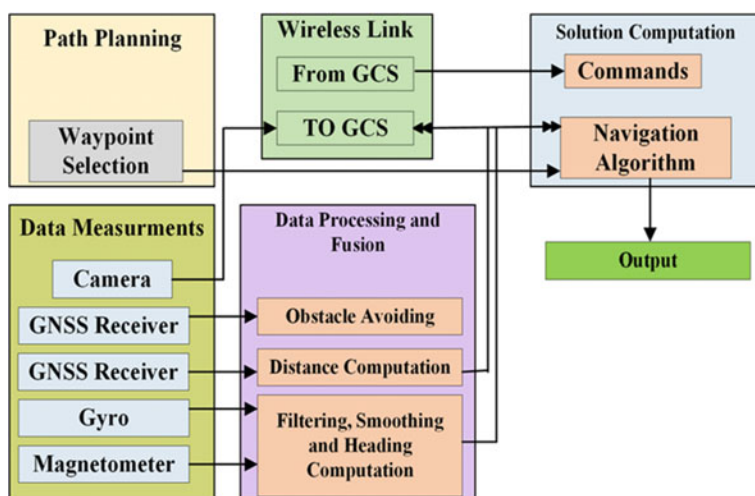 Path Planning
Waypoint
Selection
Wireless Link
From GCS
TO GCS
Solution Computation
Commands
Navigation
Algorithm
Output
Data Measurments
Camera
GNSS Receiver
GNSS Receiver
Gyro
Magnetometer
Data Processing and
Fusion
Obstacle Avoiding
Distance Computation
Filtering, Smoothing
and Heading
Computation